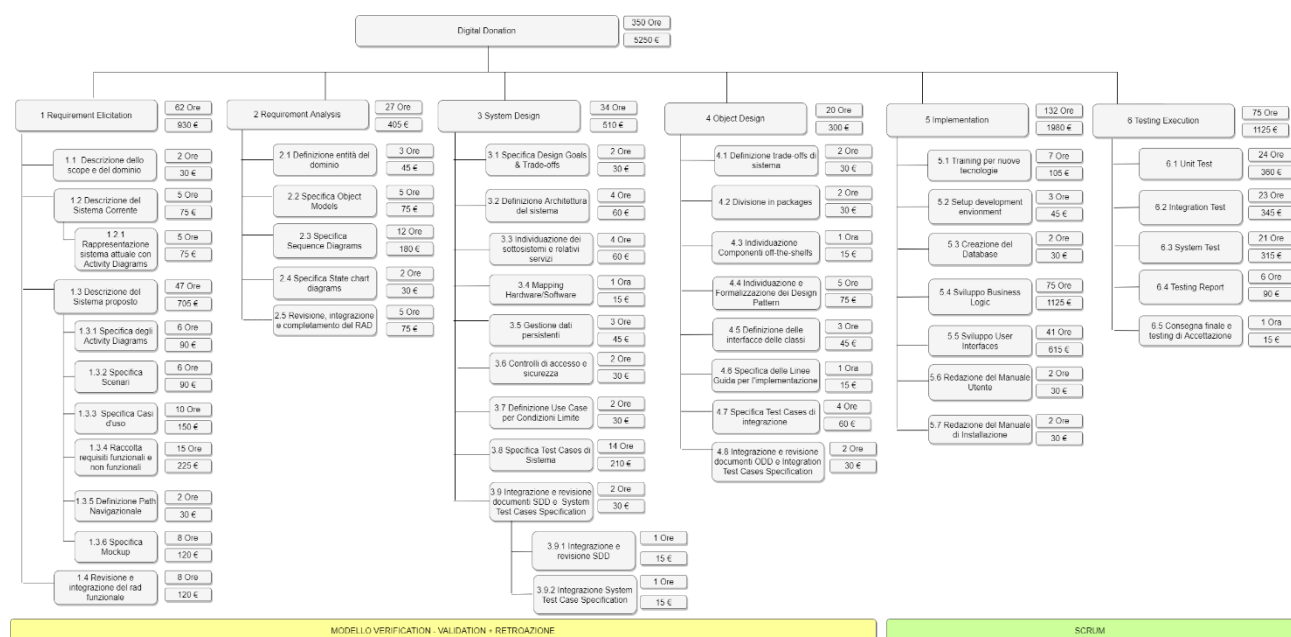 Digital Donation
350 Ore
5250 €
1 Requirement Elicitation
62 Ore
930 €
1.1 Descrizione dello
scope e del dominio
2 Ore
30 €
1.2 Descrizione del
Sistema Corrente
5 Ore
75 €
1.2.1
Rappresentazione
sistema attuale con
Activity Diagrams
5 Ore
75 €
1.3 Descrizione del
Sistema proposto
47 Ore
705 €
1.3.1 Specifica degli
Activity Diagrams
6 Ore
90 €
1.3.2 Specifica
Scenari
6 Ore
90 €
1.3.3 Specifica Casi
d'uso
10 Ore
150 €
1.3.4 Raccolta
requisiti funzionali e
non funzionali
15 Ore
225 €
1.3.5 Definizione Path
Navigazionale
2 Ore
30 €
1.3.6 Specifica
Mockup
8 Ore
120 €
1.4 Revisione e
integrazione del rad
funzionale
8 Ore
120 €
2 Requirement Analysis
27 Ore
405 €
2.1 Definizione entità del
dominio
3 Ore
45 €
2.2 Specifica Object
Models
5 Ore
75 €
2.3 Specifica
Sequence Diagrams
12 Ore
180 €
2.4 Specifica State chart
diagrams
2 Ore
30 €
2.5 Revisione, integrazione
e completamento del RAD
5 Ore
75 €
3 System Design
34 Ore
510 €
3.1 Specifica Design Goals
& Trade-offs
2 Ore
30 €
3.2 Definizione Architettura
del sistema
4 Ore
60 €
3.3 Individuazione dei
sottosistemi e relativi
servizi
4 Ore
60 €
3.4 Mapping
Hardware/Software
1 Ora
15 €
3.5 Gestione dati
persistenti
3 Ore
45 €
3.6 Controlli di accesso e
sicurezza
2 Ore
30 €
3.7 Definizione Use Case
per Condizioni Limite
2 Ore
30 €
3.8 Specifica Test Cases di
Sistema
14 Ore
210 €
3.9 Integrazione e revisione
documenti SDD e System
Test Cases Specification
2 Ore
30 €
3.9.1 Integrazione e
revisione SDD
1 Ore
15 €
3.9.2 Integrazione System
Test Case Specification
1 Ore
15 €
4 Object Design
20 Ore
300 €
4.1 Definizione trade-offs di
sistema
2 Ore
30 €
4.2 Divisione in packages
2 Ore
30 €
4.3 Individuazione
Componenti off-the-shelfs
1 Ora
15 €
4.4 Individuazione e
Formalizzazione dei Design
Pattern
5 Ore
75 €
4.5 Definizione delle
interfacce delle classi
3 Ore
45 €
4.6 Specifica delle Linee
Guida per l'implementazione
1 Ora
15 €
4.7 Specifica Test Cases di
integrazione
4 Ore
60 €
4.8 Integrazione e revisione
documenti ODD e Integration
Test Cases Specification
2 Ore
30 €
5 Implementation
132 Ore
1980 €
5.1 Training per nuove
tecnologie
7 Ore
105 €
5.2 Setup development
envionment
3 Ore
45 €
5.3 Creazione del
Database
2 Ore
30 €
5.4 Sviluppo Business
Logic
75 Ore
1125 €
5.5 Sviluppo User
Interfaces
41 Ore
615 €
5.6 Redazione del Manuale
Utente
2 Ore
30 €
5.7 Redazione del Manuale
di Installazione
2 Ore
30 €
6 Testing Execution
75 Ore
1125 €
6.1 Unit Test
24 Ore
360 €
6.2 Integration Test
23 Ore
345 €
6.3 System Test
21 Ore
315 €
6.4 Testing Report
6 Ore
90 €
6.5 Consegna finale e
testing di Accettazione
1 Ora
15 €
MODELLO VERIFICATION - VALIDATION + RETROAZIONE
SCRUM